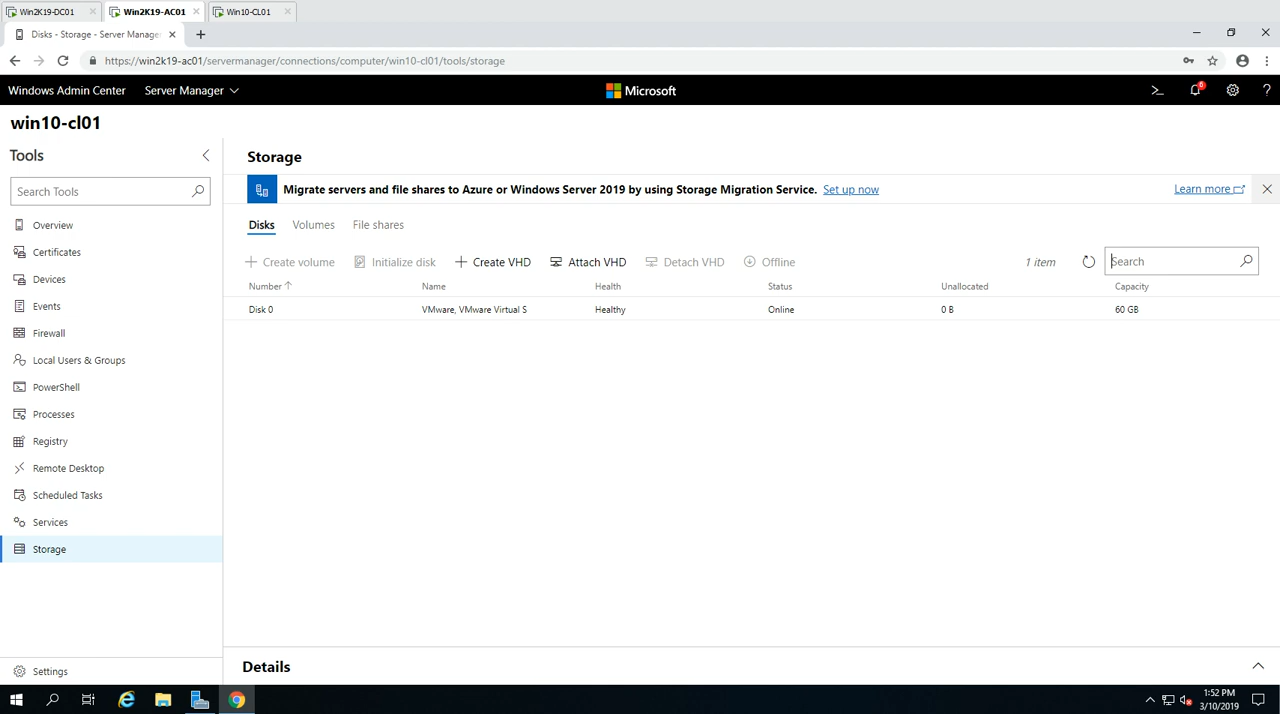 Win2K19-DC01
Win2K19-AC01
Win10-CL01
Disks - Storage - Server Manager
https://win2k19-ac01/servermanager/connections/computer/win10-cl01/tools/storage
Windows Admin Center
Server Manager
Microsoft
6
?
win10-cl01
Tools
Search Tools
Overview
Certificates
Devices
Events
Firewall
Local Users & Groups
PowerShell
Processes
Registry
Remote Desktop
Scheduled Tasks
Services
Storage
Settings
Storage
Migrate servers and file shares to Azure or Windows Server 2019 by using Storage Migration Service. Set up now
Learn more
Disks Volumes File shares
Create volume Initialize disk Create VHD Attach VHD Detach VHD Offline
1 item
Search
Number Name Health Status Unallocated Capacity
Disk 0 VMware, VMware Virtual S Healthy Online 0 B 60 GB
Details
1:52 PM
3/10/2019